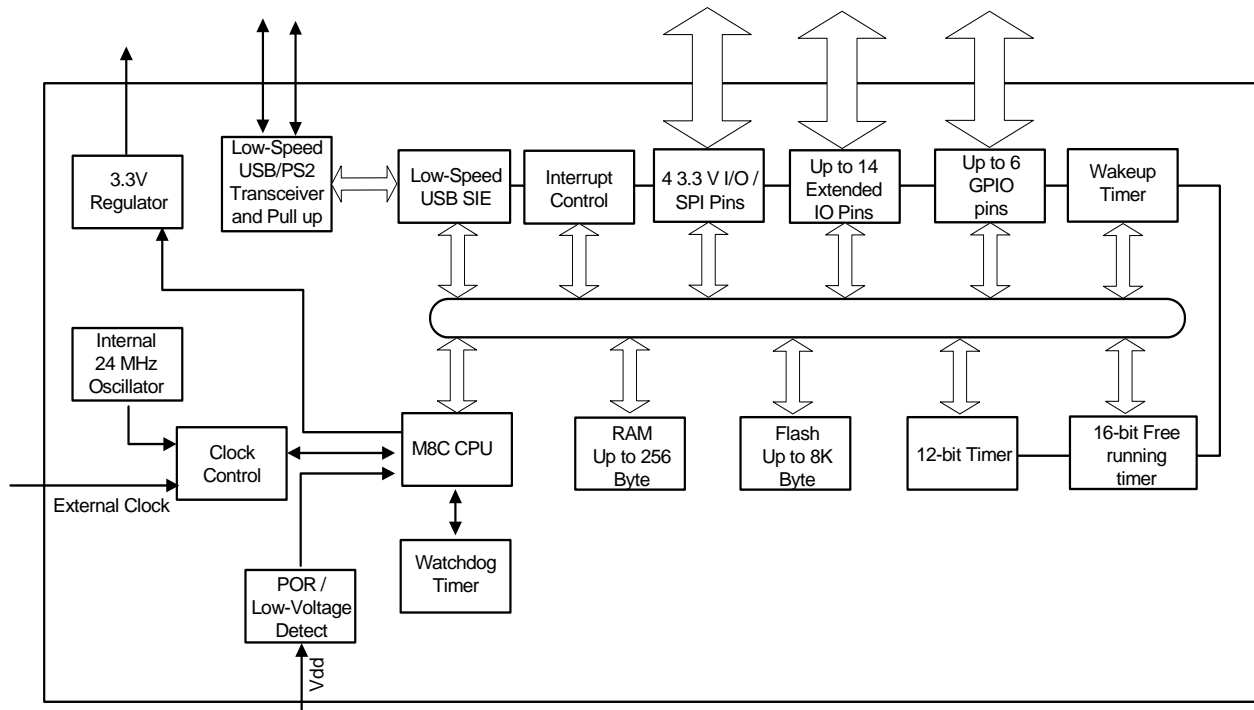 3.3V
Regulator
Low-Speed
USB/PS2
Transceiver
and Pull up
Low-Speed
USB SIE
Interrupt
Control
4 3.3 V I/O /
SPI Pins
Up to 14
Extended
IO Pins
Up to 6
GPIO
pins
Wakeup
Timer
Internal
24 MHz
Oscillator
Clock
Control
External Clock
M8C CPU
RAM
Up to 256
Byte
Flash
Up to 8K
Byte
12-bit Timer
16-bit Free
running
timer
Watchdog
Timer
POR /
Low-Voltage
Detect
Vdd